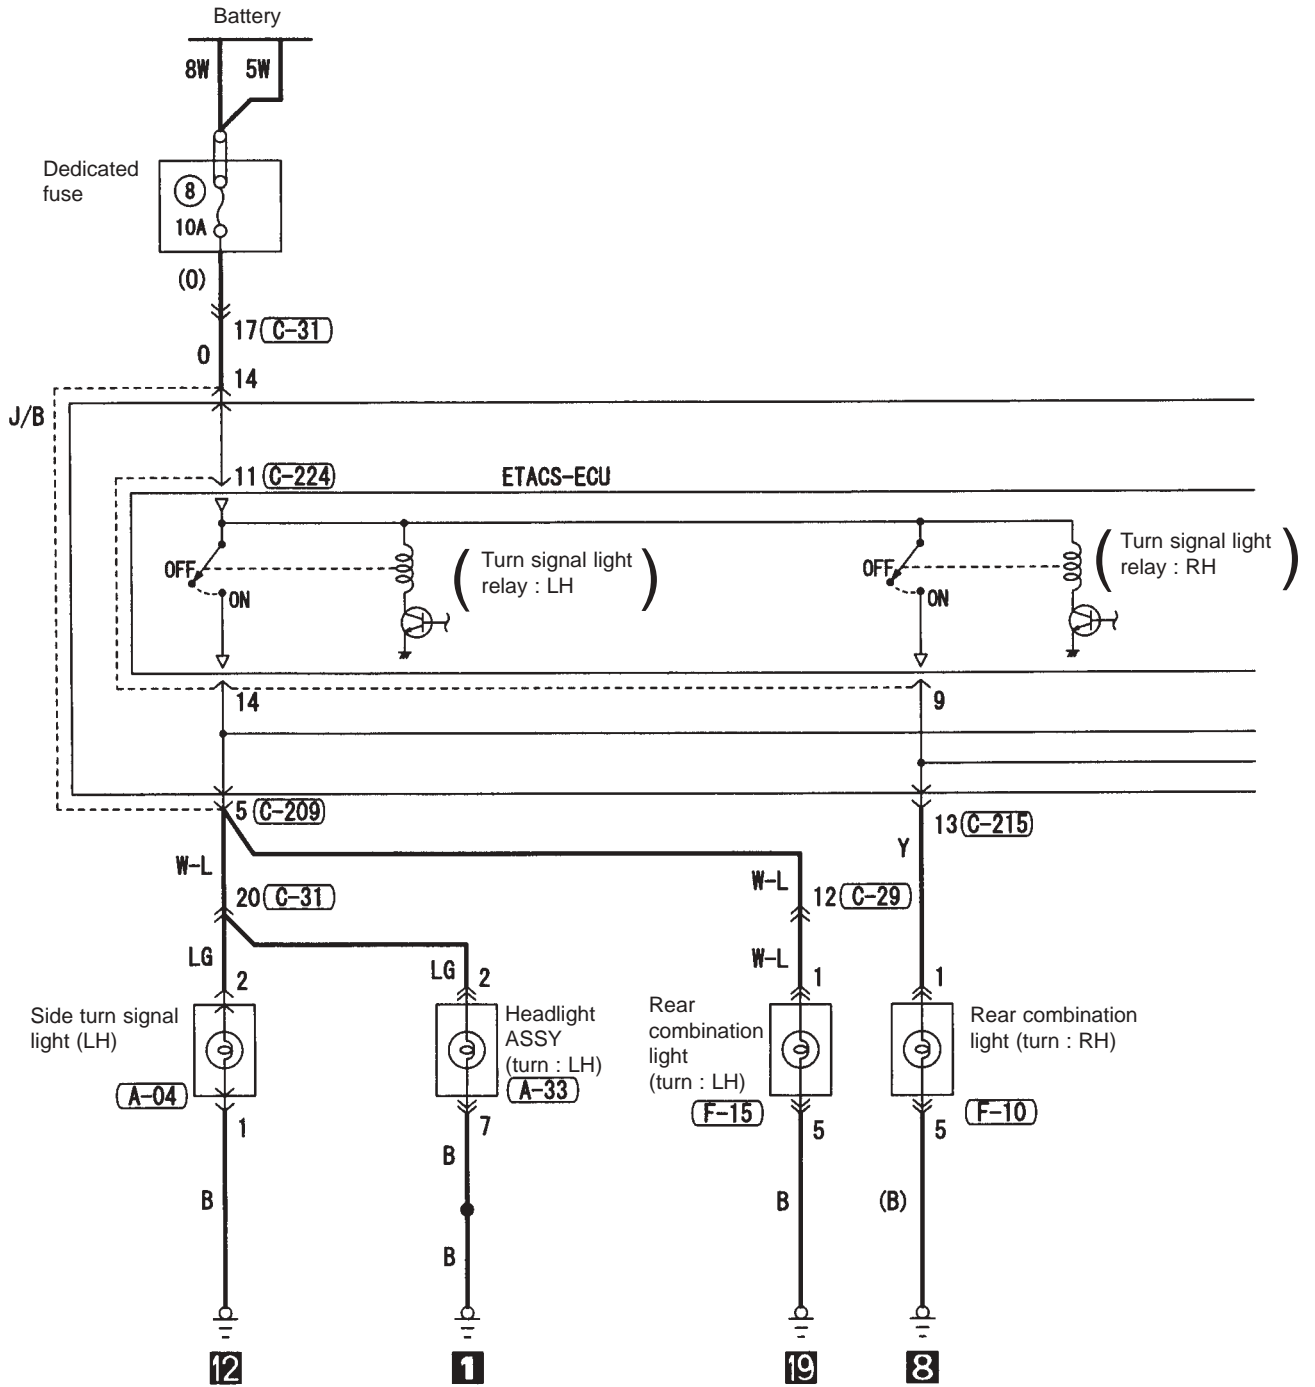 Battery
8W 5W
Dedicated
fuse
8
10A
(O)
17 C-31
O
14
J/B
11 C-224
ETACS-ECU
OFF
ON
( Turn signal light
relay : LH )
OFF
ON
( Turn signal light
relay : RH )
14
9
5 C-209
13 C-215
W-L
Y
W-L
20 C-31
12 C-29
LG
2
LG 2
W-L
1
1
Side turn signal
light (LH)
Headlight
ASSY
(turn : LH)
Rear
combination
light
(turn : LH)
Rear combination
light (turn : RH)
A-04
A-33
F-15
F-10
1
7
5
5
B
B
B
B
(B)
12
1
19
8